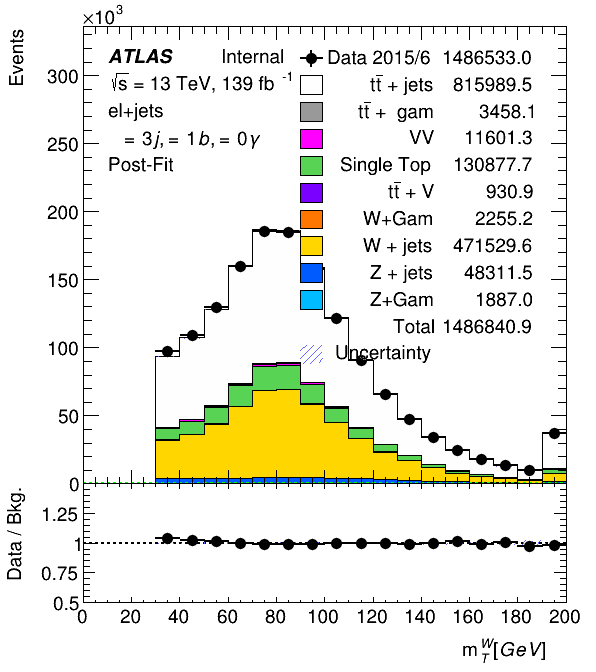 ×10³
Events
ATLAS Internal
√s = 13 TeV, 139 fb⁻¹
el+jets
= 3j, = 1b, = 0γ
Post-Fit
Data 2015/6 1486533.0
tt̄ + jets 815989.5
tt̄ + gam 3458.1
VV 11601.3
Single Top 130877.7
tt̄ + V 930.9
W+Gam 2255.2
W + jets 471529.6
Z + jets 48311.5
Z+Gam 1887.0
Total 1486840.9
Uncertainty
300
250
200
150
100
50
0
Data / Bkg.
1.25
1
0.75
0.5
0 20 40 60 80 100 120 140 160 180 200
m_T^W [GeV]